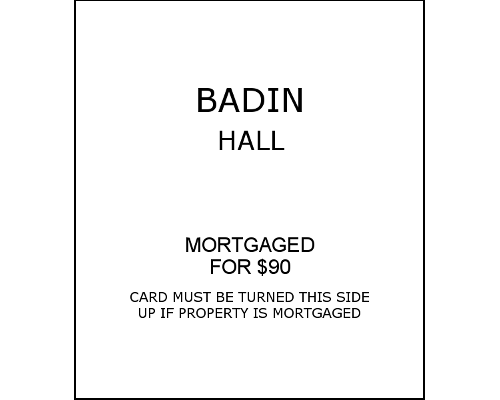 BADIN
HALL
MORTGAGED
FOR $90
CARD MUST BE TURNED THIS SIDE
UP IF PROPERTY IS MORTGAGED